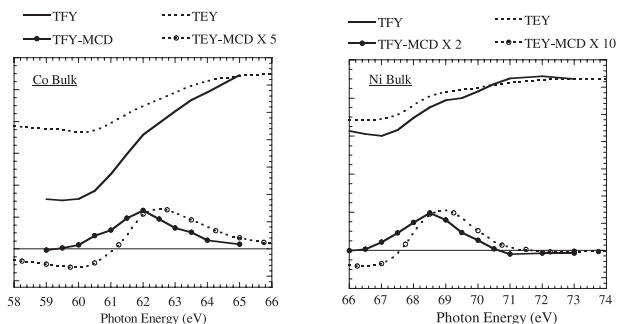 TFY TEY
TFY-MCD TEY-MCD X 5
Co Bulk
58 59 60 61 62 63 64 65 66
Photon Energy (eV)
TFY TEY
TFY-MCD X 2 TEY-MCD X 10
Ni Bulk
66 67 68 69 70 71 72 73 74
Photon Energy (eV)